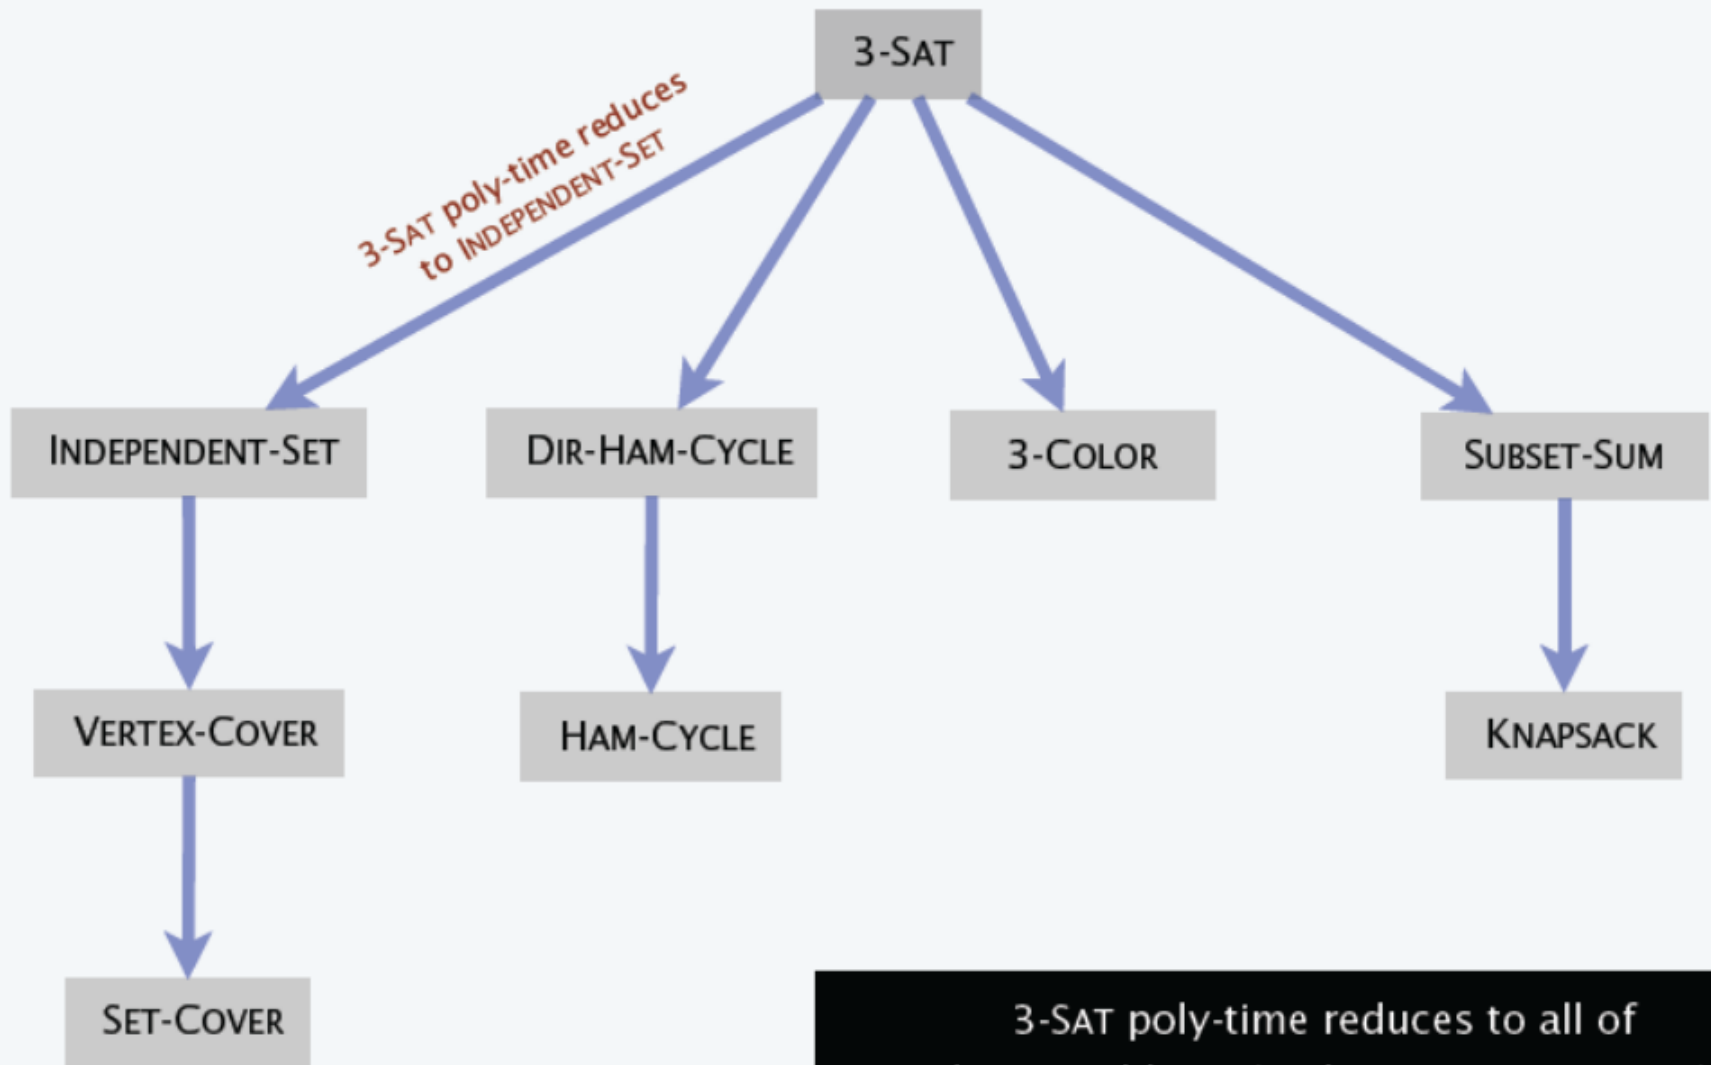 3-SAT
3-SAT poly-time reduces
to INDEPENDENT-SET
INDEPENDENT-SET
DIR-HAM-CYCLE
3-COLOR
SUBSET-SUM
VERTEX-COVER
HAM-CYCLE
KNAPSACK
SET-COVER
3-SAT poly-time reduces to all of